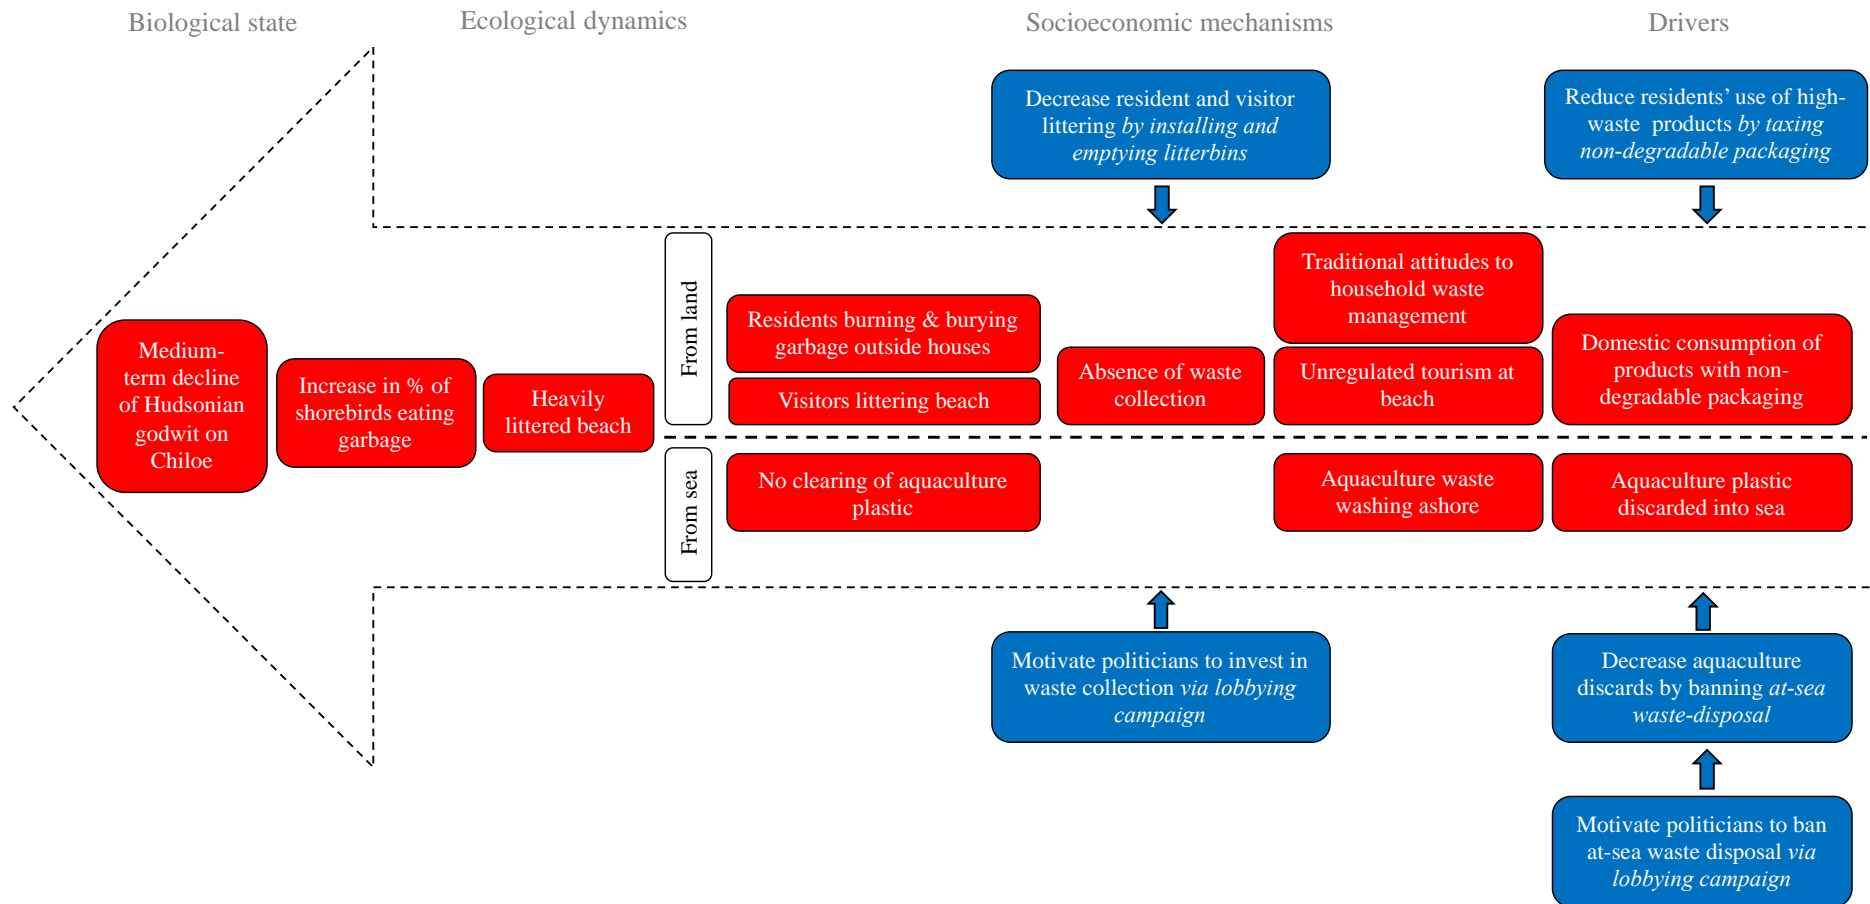 Biological state
Ecological dynamics
Socioeconomic mechanisms
Drivers
Decrease resident and visitor
littering by installing and
emptying litterbins
Reduce residents’ use of high-
waste products by taxing
non-degradable packaging
From land
Traditional attitudes to
household waste
management
Residents burning & burying
garbage outside houses
Medium-
term decline
of Hudsonian
godwit on
Chiloe
Increase in % of
shorebirds eating
garbage
Heavily
littered beach
Visitors littering beach
Absence of waste
collection
Unregulated tourism at
beach
Domestic consumption of
products with non-
degradable packaging
From sea
No clearing of aquaculture
plastic
Aquaculture waste
washing ashore
Aquaculture plastic
discarded into sea
Motivate politicians to invest in
waste collection via lobbying
campaign
Decrease aquaculture
discards by banning at-sea
waste-disposal
Motivate politicians to ban
at-sea waste disposal via
lobbying campaign